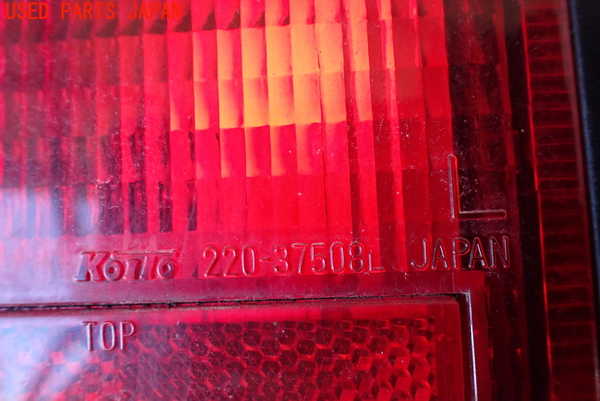 USED PARTS JAPAN
L
Koito 220-37508L JAPAN
TOP